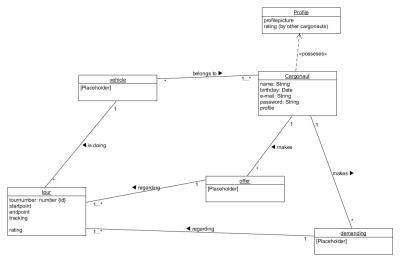 Profile
profilepicture
rating (by other cargonauts)
«posseses»
vehicle
[Placeholder]
belongs to ▶
*
1...*
Cargonaut
name: String
birthday: Date
e-mail: String
password: String
profile
1
1
1
◀ is doing
◀ makes
makes ▶
*
*
*
tour
tournumber: number {id}
startpoint
endpoint
tracking
rating
◀ regarding
1
1...*
offer
[Placeholder]
◀ regarding
1...*
1
demanding
[Placeholder]